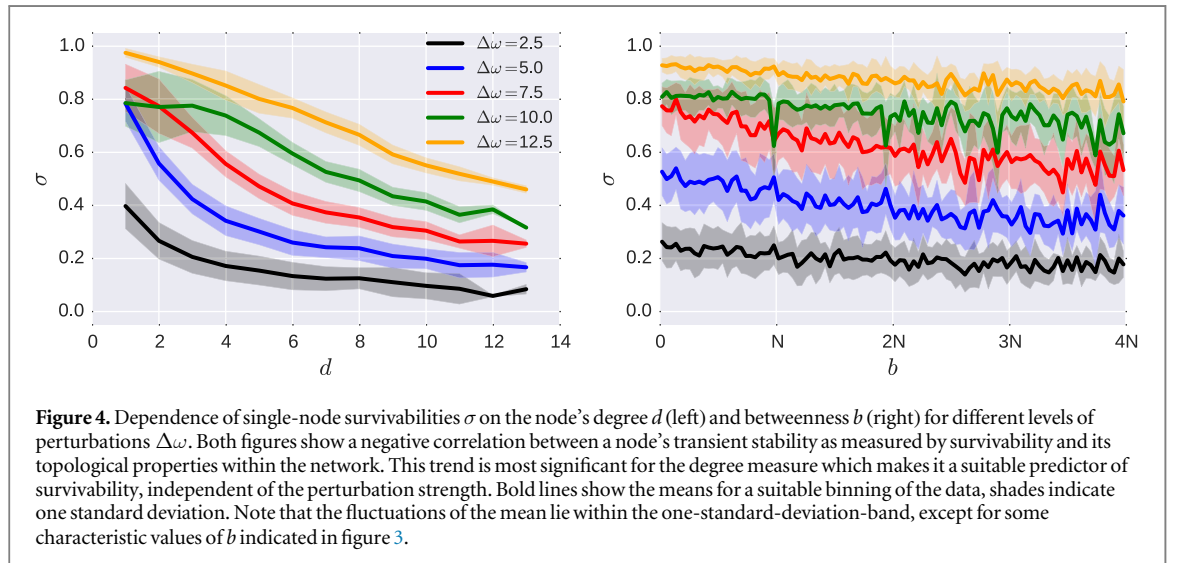 1.0
0.8
0.6
0.4
0.2
0.0
σ
0 2 4 6 8 10 12 14
d
Δω=2.5
Δω=5.0
Δω=7.5
Δω=10.0
Δω=12.5
1.0
0.8
0.6
0.4
0.2
0.0
σ
0 N 2N 3N 4N
b
Figure 4. Dependence of single-node survivabilities σ on the node's degree d (left) and betweenness b (right) for different levels of
perturbations Δω. Both figures show a negative correlation between a node's transient stability as measured by survivability and its
topological properties within the network. This trend is most significant for the degree measure which makes it a suitable predictor of
survivability, independent of the perturbation strength. Bold lines show the means for a suitable binning of the data, shades indicate
one standard deviation. Note that the fluctuations of the mean lie within the one-standard-deviation-band, except for some
characteristic values of b indicated in figure 3.